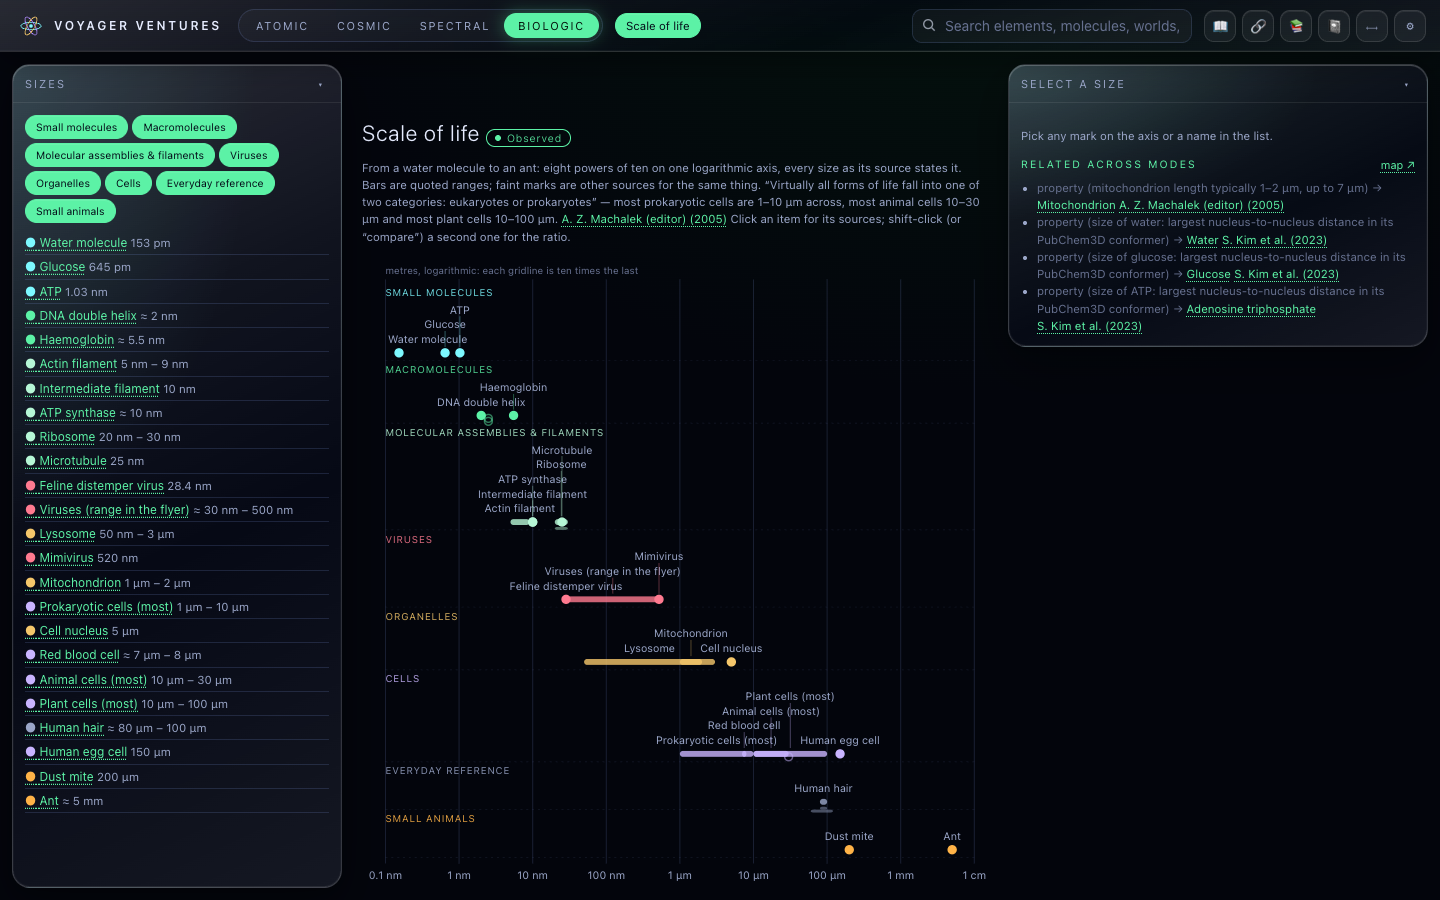 VOYAGER VENTURES
ATOMIC COSMIC SPECTRAL BIOLOGIC Scale of life
Search elements, molecules, worlds,
SIZES
Small molecules Macromolecules
Molecular assemblies & filaments Viruses
Organelles Cells Everyday reference
Small animals
Water molecule 153 pm
Glucose 645 pm
ATP 1.03 nm
DNA double helix ≈ 2 nm
Haemoglobin ≈ 5.5 nm
Actin filament 5 nm – 9 nm
Intermediate filament 10 nm
ATP synthase ≈ 10 nm
Ribosome 20 nm – 30 nm
Microtubule 25 nm
Feline distemper virus 28.4 nm
Viruses (range in the flyer) ≈ 30 nm – 500 nm
Lysosome 50 nm – 3 µm
Mimivirus 520 nm
Mitochondrion 1 µm – 2 µm
Prokaryotic cells (most) 1 µm – 10 µm
Cell nucleus 5 µm
Red blood cell ≈ 7 µm – 8 µm
Animal cells (most) 10 µm – 30 µm
Plant cells (most) 10 µm – 100 µm
Human hair ≈ 80 µm – 100 µm
Human egg cell 150 µm
Dust mite 200 µm
Ant ≈ 5 mm
Scale of life Observed
From a water molecule to an ant: eight powers of ten on one logarithmic axis, every size as its source states it.
Bars are quoted ranges; faint marks are other sources for the same thing. “Virtually all forms of life fall into one of
two categories: eukaryotes or prokaryotes” — most prokaryotic cells are 1–10 µm across, most animal cells 10–30
µm and most plant cells 10–100 µm. A. Z. Machalek (editor) (2005) Click an item for its sources; shift-click (or
“compare”) a second one for the ratio.
metres, logarithmic: each gridline is ten times the last
SMALL MOLECULES
ATP
Glucose
Water molecule
MACROMOLECULES
Haemoglobin
DNA double helix
MOLECULAR ASSEMBLIES & FILAMENTS
Microtubule
Ribosome
ATP synthase
Intermediate filament
Actin filament
VIRUSES
Mimivirus
Viruses (range in the flyer)
Feline distemper virus
ORGANELLES
Mitochondrion
Lysosome Cell nucleus
CELLS
Plant cells (most)
Animal cells (most)
Red blood cell
Prokaryotic cells (most) Human egg cell
EVERYDAY REFERENCE
Human hair
SMALL ANIMALS
Dust mite Ant
0.1 nm 1 nm 10 nm 100 nm 1 µm 10 µm 100 µm 1 mm 1 cm
SELECT A SIZE
Pick any mark on the axis or a name in the list.
RELATED ACROSS MODES map ↗
property (mitochondrion length typically 1–2 µm, up to 7 µm) →
Mitochondrion A. Z. Machalek (editor) (2005)
property (size of water: largest nucleus-to-nucleus distance in its
PubChem3D conformer) → Water S. Kim et al. (2023)
property (size of glucose: largest nucleus-to-nucleus distance in its
PubChem3D conformer) → Glucose S. Kim et al. (2023)
property (size of ATP: largest nucleus-to-nucleus distance in its
PubChem3D conformer) → Adenosine triphosphate
S. Kim et al. (2023)